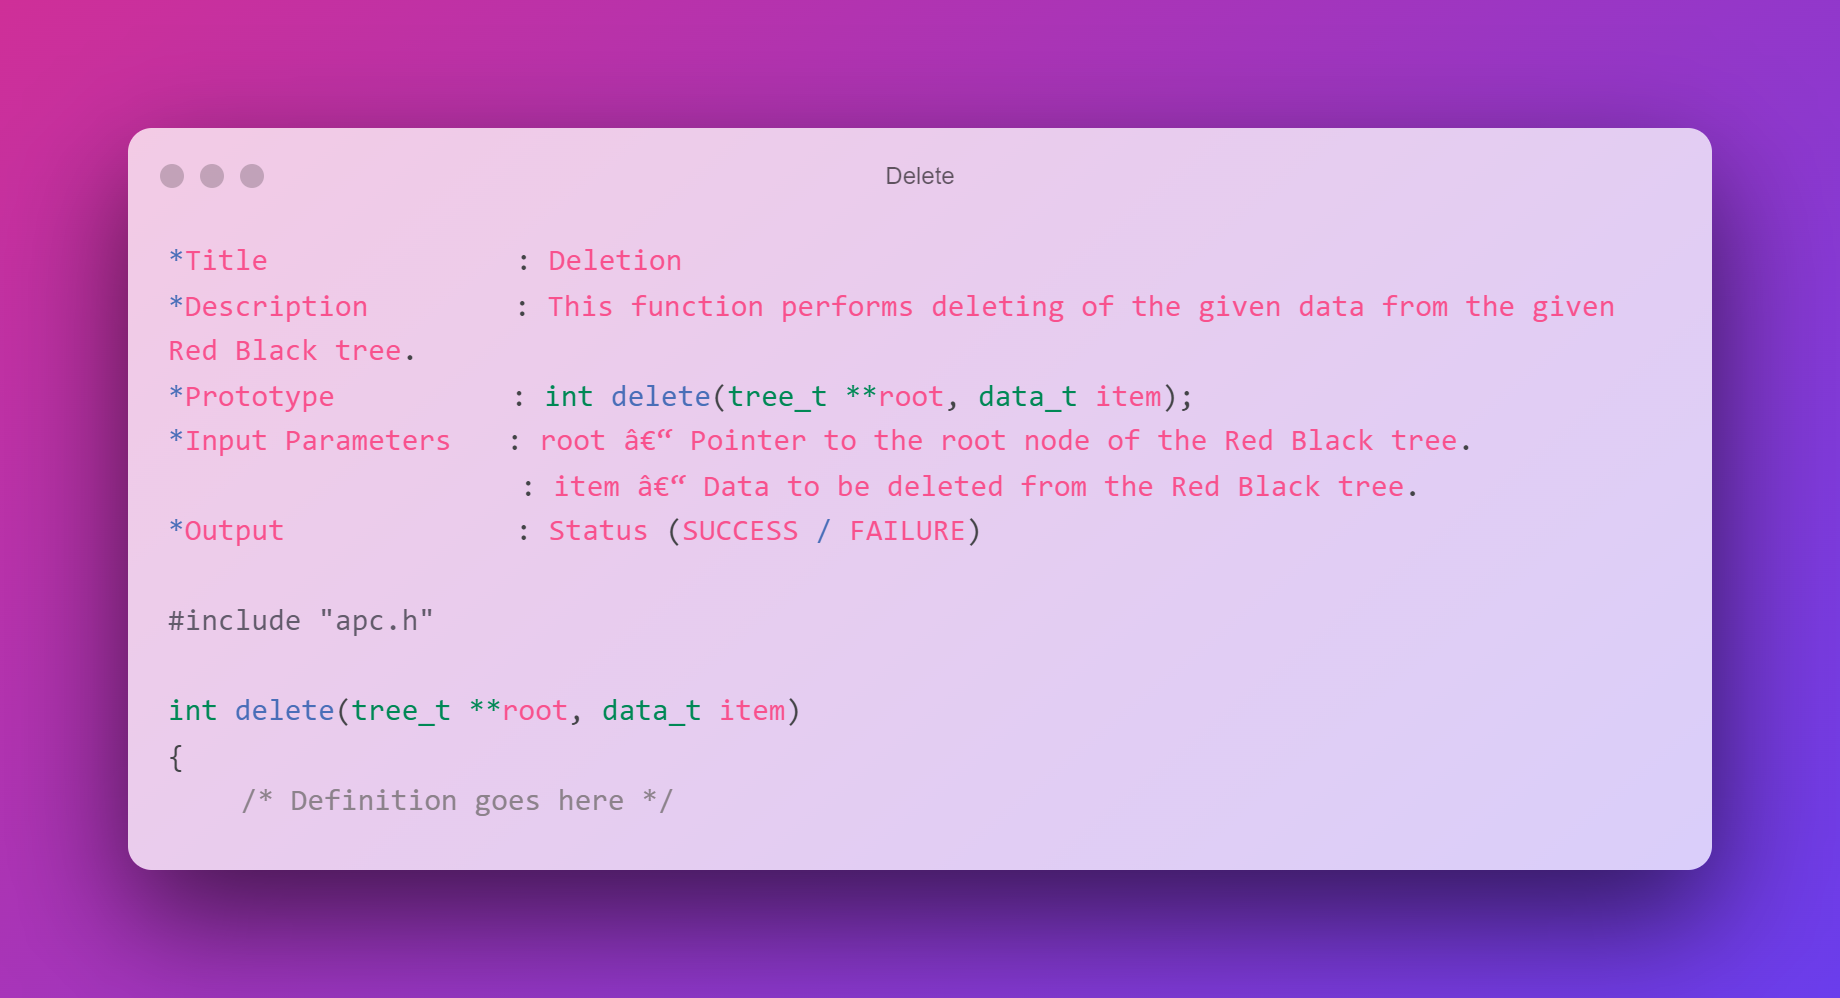 Delete
*Title : Deletion
*Description : This function performs deleting of the given data from the given
Red Black tree.
*Prototype : int delete(tree_t **root, data_t item);
*Input Parameters : root â€“ Pointer to the root node of the Red Black tree.
: item â€“ Data to be deleted from the Red Black tree.
*Output : Status (SUCCESS / FAILURE)
#include "apc.h"
int delete(tree_t **root, data_t item)
{
/* Definition goes here */